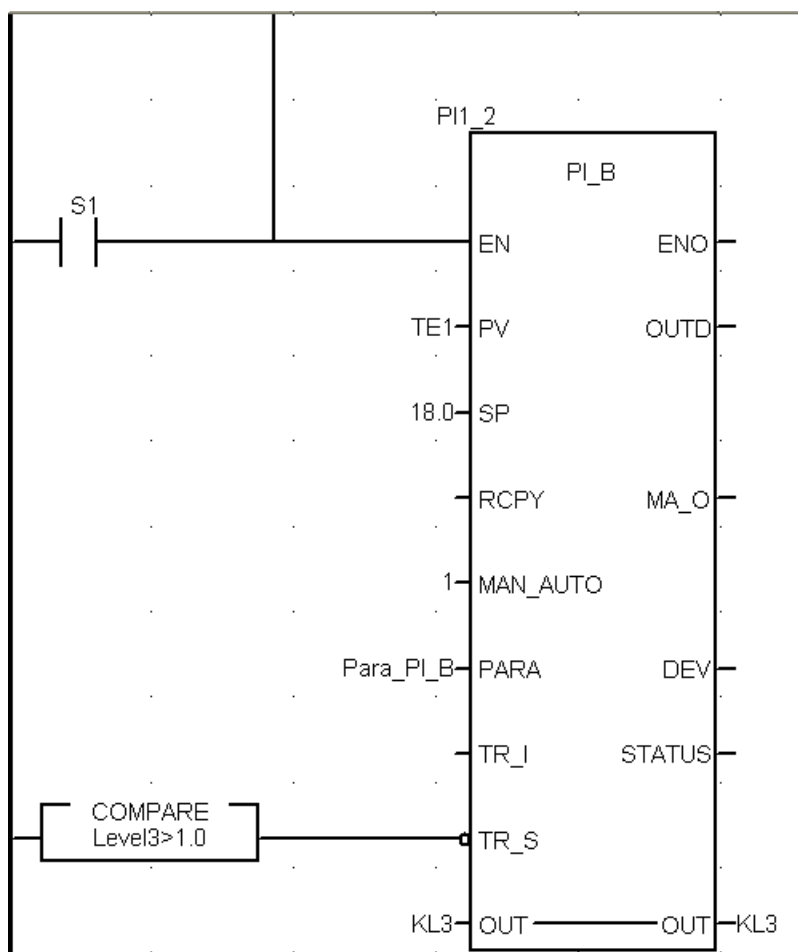 PI1_2
PI_B
S1
EN ENO
TE1 PV OUTD
18.0 SP
RCPY MA_O
1 MAN_AUTO
Para_PI_B PARA DEV
TR_I STATUS
COMPARE
Level3>1.0 TR_S
KL3 OUT OUT KL3